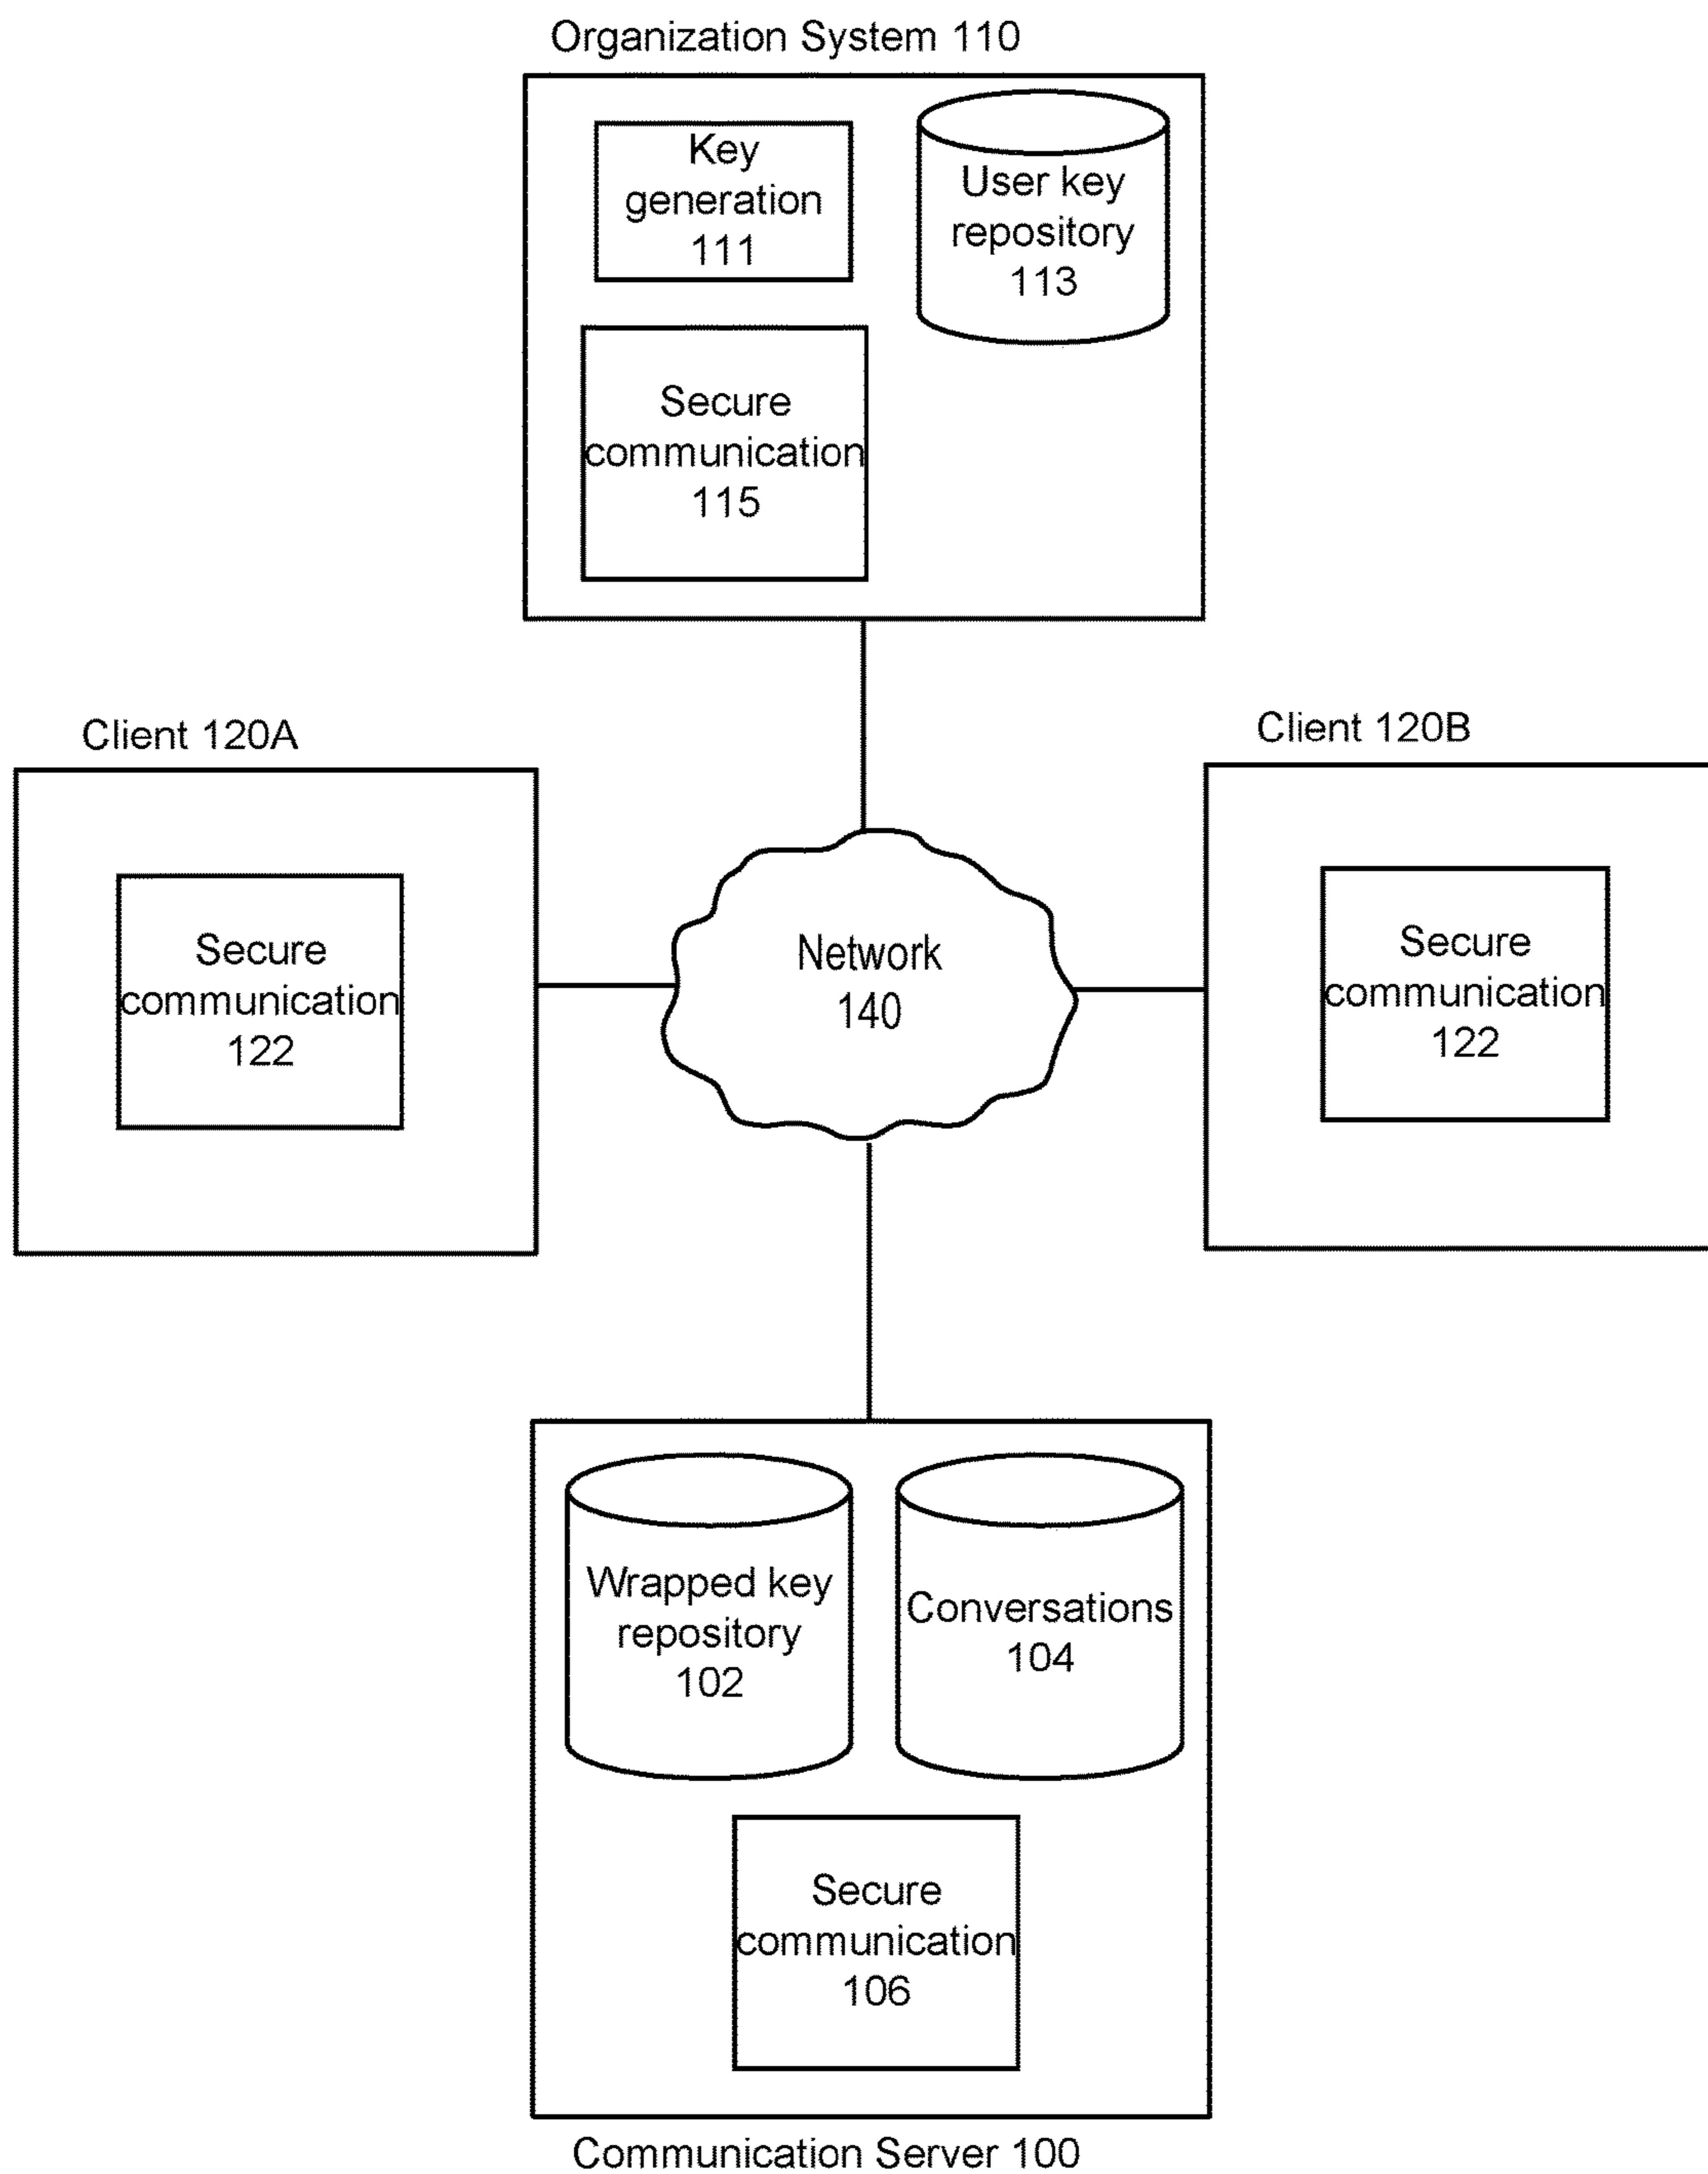 Organization System 110
Key
generation
111
User key
repository
113
Secure
communication
115
Client 120A
Client 120B
Secure
communication
122
Network
140
Secure
communication
122
Wrapped key
repository
102
Conversations
104
Secure
communication
106
Communication Server 100